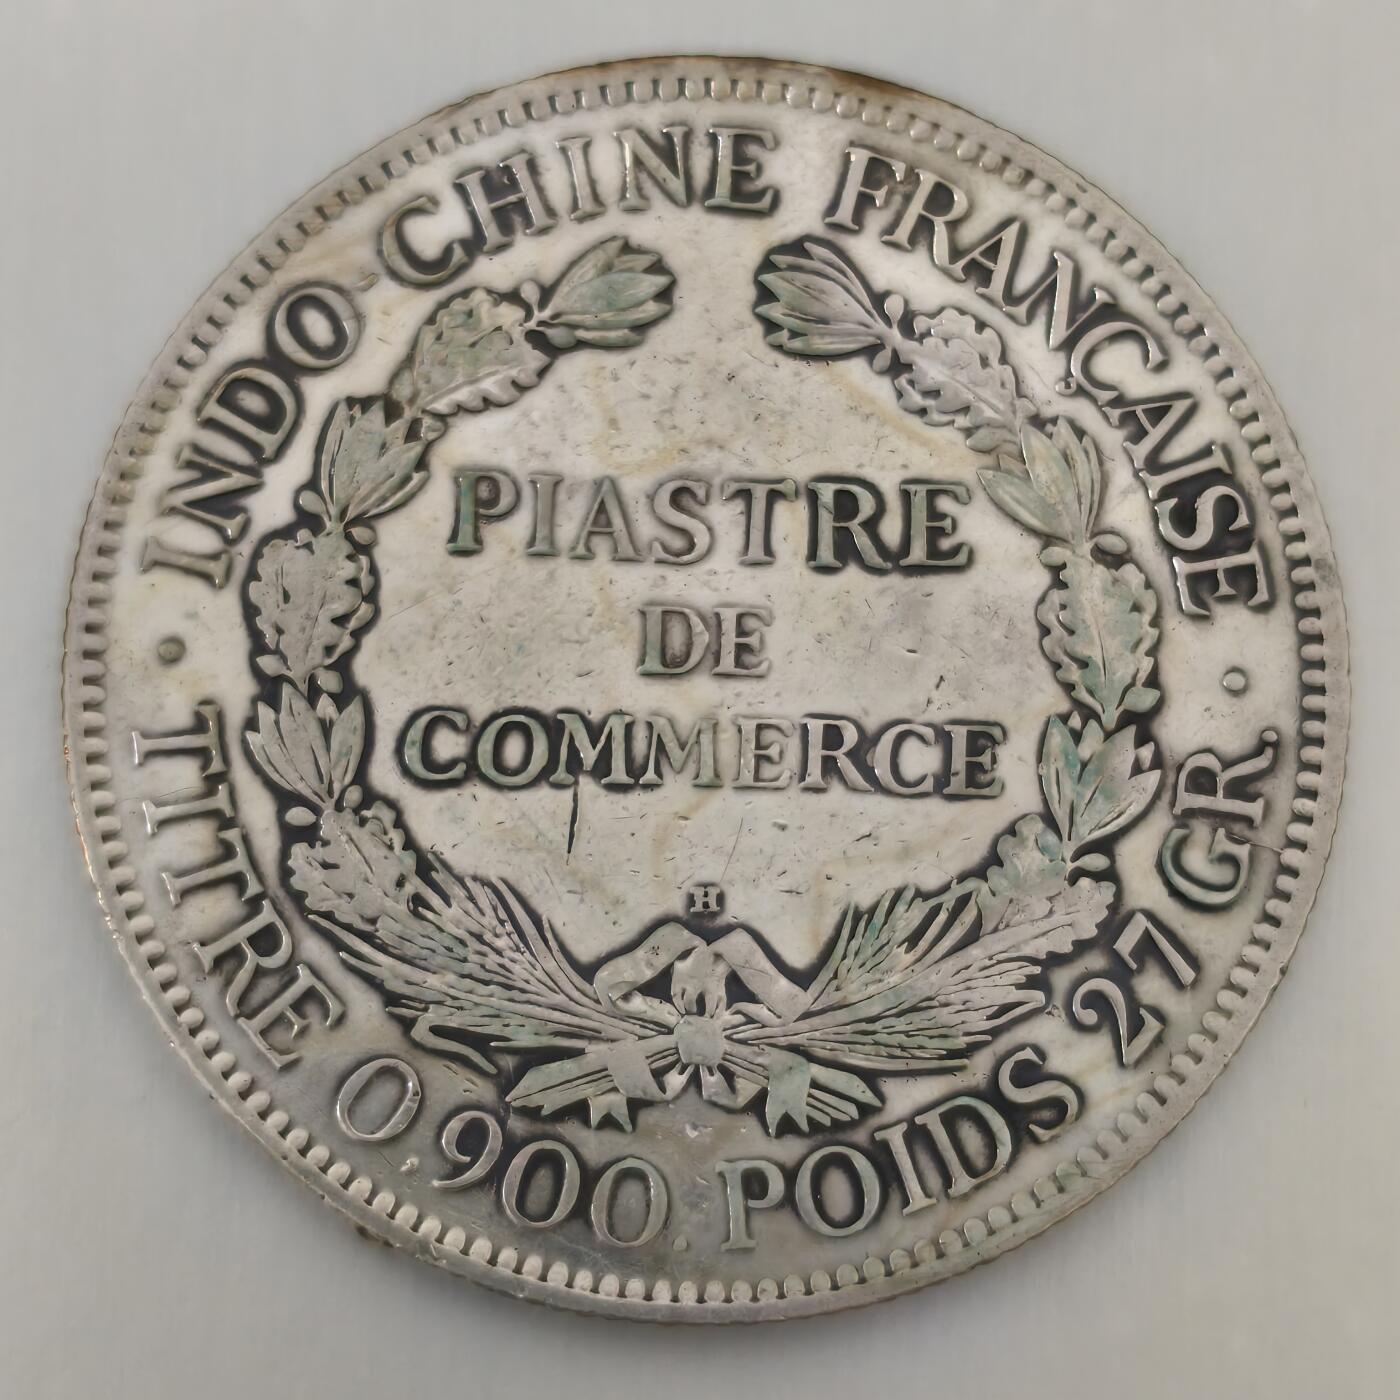 INDO CHINE FRANÇAISE
PIASTRE
DE
COMMERCE
H
TITRE 0,900. POIDS 27 GR.